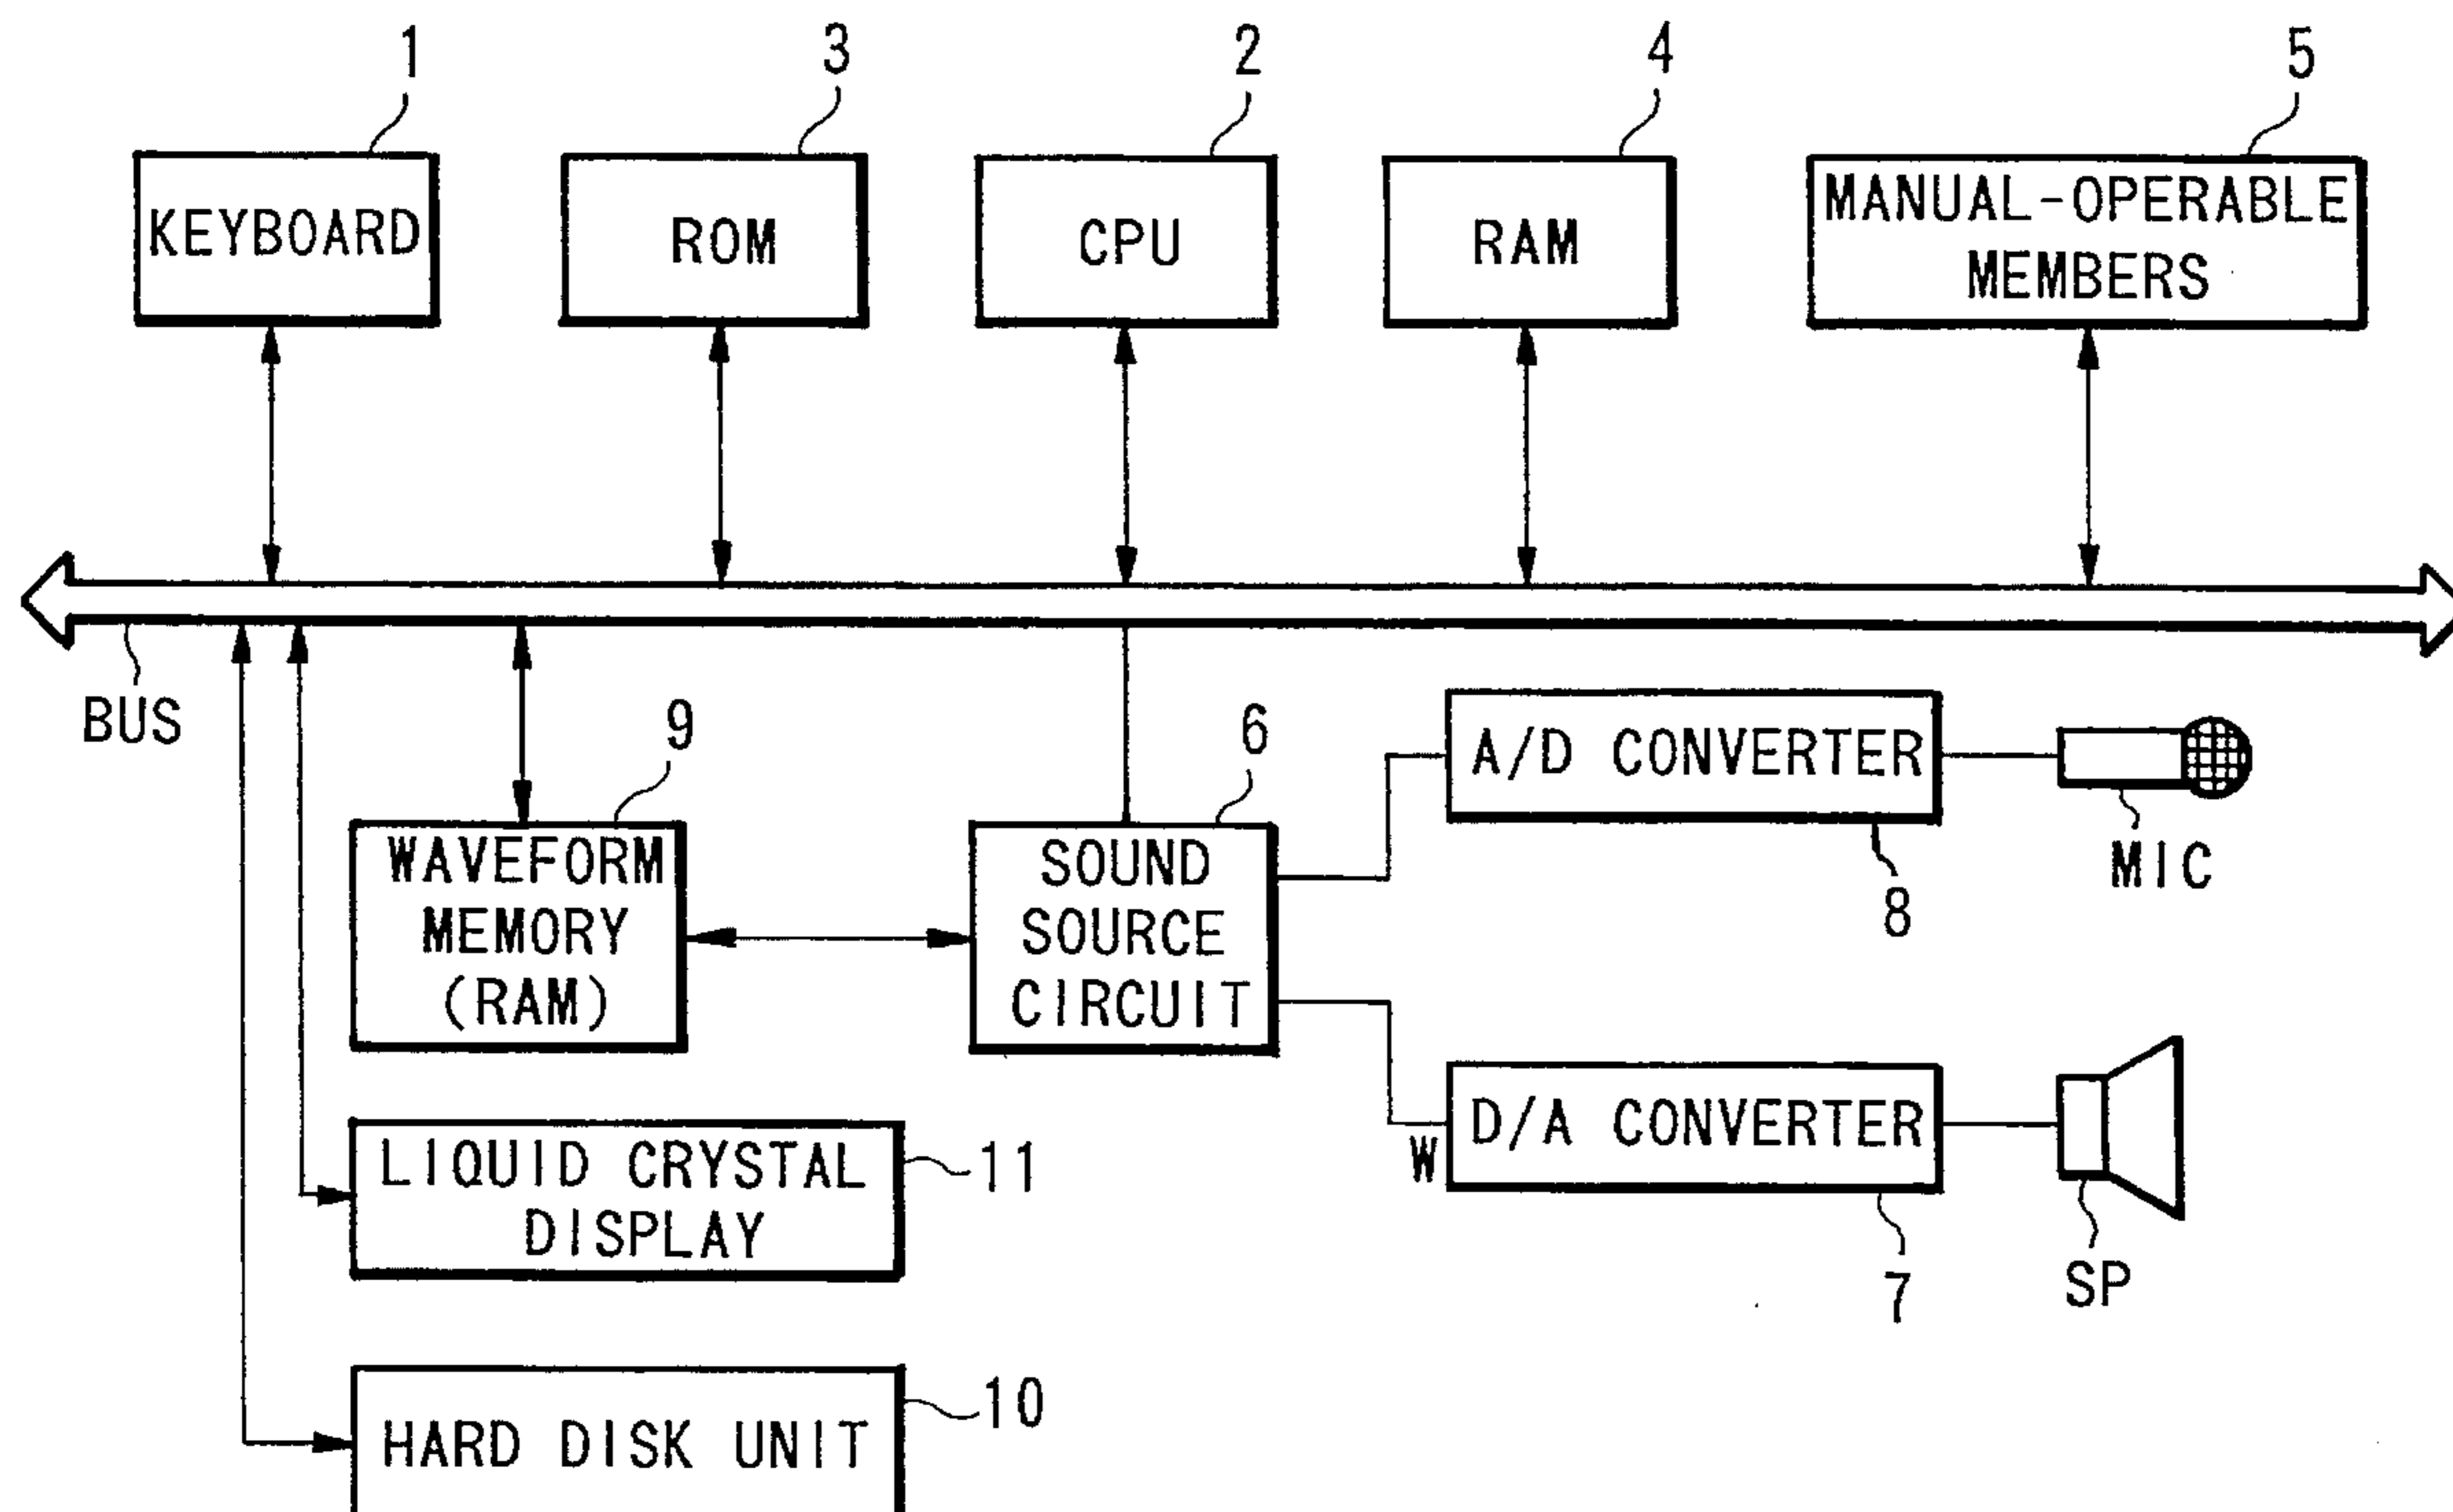 1
3
2
4
5
KEYBOARD
ROM
CPU
RAM
MANUAL-OPERABLE
MEMBERS
BUS
9
6
A/D CONVERTER
8
MIC
WAVEFORM
MEMORY
(RAM)
SOUND
SOURCE
CIRCUIT
W
D/A CONVERTER
7
SP
LIQUID CRYSTAL
DISPLAY
11
HARD DISK UNIT
10